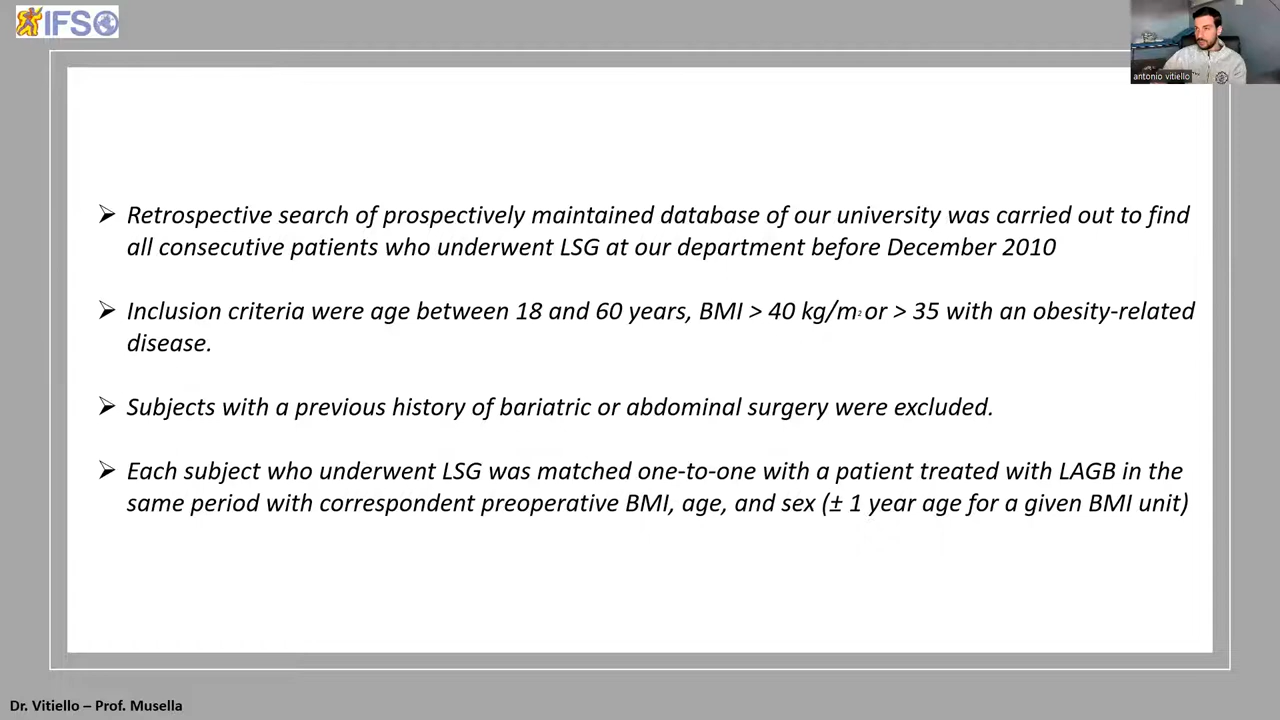 IFSO
antonio vitiello
➢ Retrospective search of prospectively maintained database of our university was carried out to find
all consecutive patients who underwent LSG at our department before December 2010
➢ Inclusion criteria were age between 18 and 60 years, BMI > 40 kg/m² or > 35 with an obesity-related
disease.
➢ Subjects with a previous history of bariatric or abdominal surgery were excluded.
➢ Each subject who underwent LSG was matched one-to-one with a patient treated with LAGB in the
same period with correspondent preoperative BMI, age, and sex (± 1 year age for a given BMI unit)
Dr. Vitiello – Prof. Musella